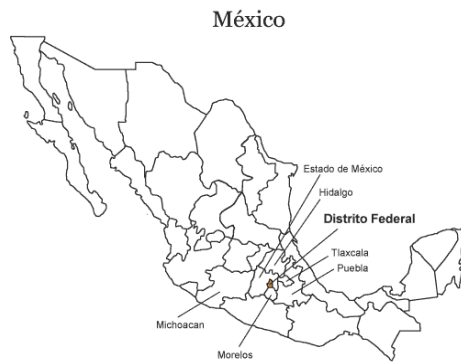 México
Estado de México
Hidalgo
Distrito Federal
Tlaxcala
Puebla
Michoacan
Morelos